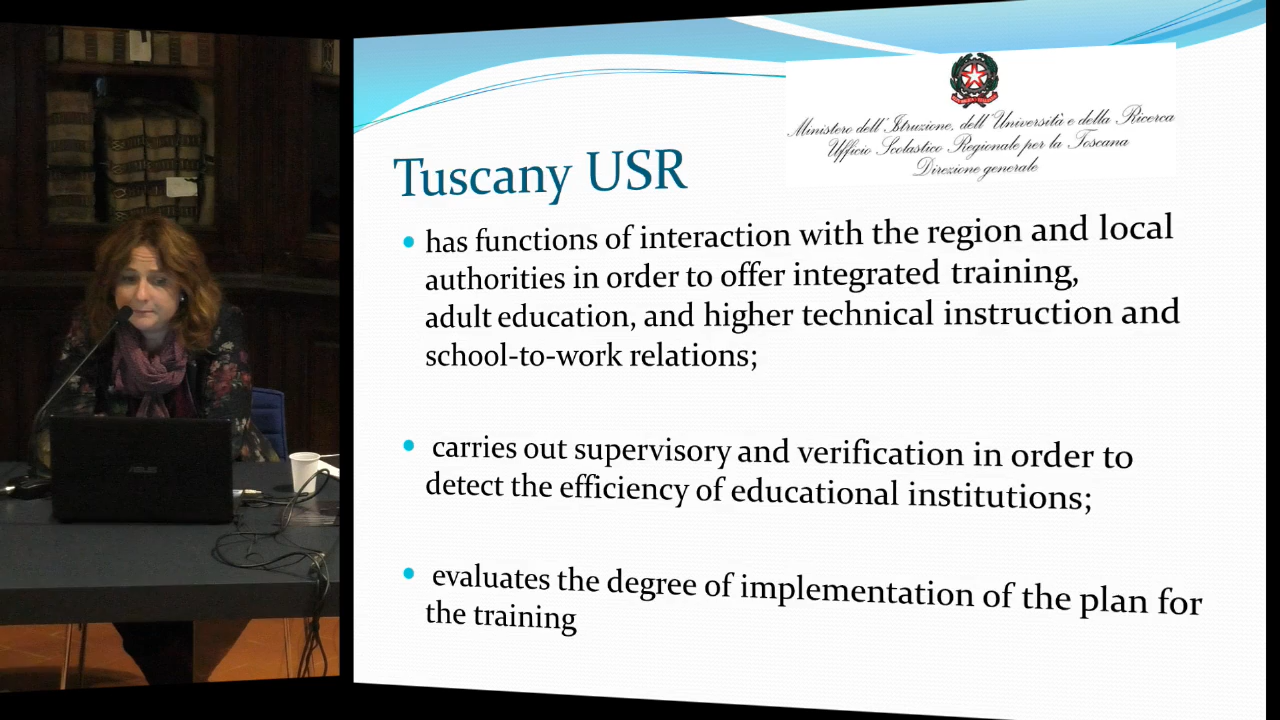 Ministero dell'Istruzione, dell'Università e della Ricerca
Ufficio Scolastico Regionale per la Toscana
Direzione generale
Tuscany USR
has functions of interaction with the region and local
authorities in order to offer integrated training,
adult education, and higher technical instruction and
school-to-work relations;
carries out supervisory and verification in order to
detect the efficiency of educational institutions;
evaluates the degree of implementation of the plan for
the training
ASUS